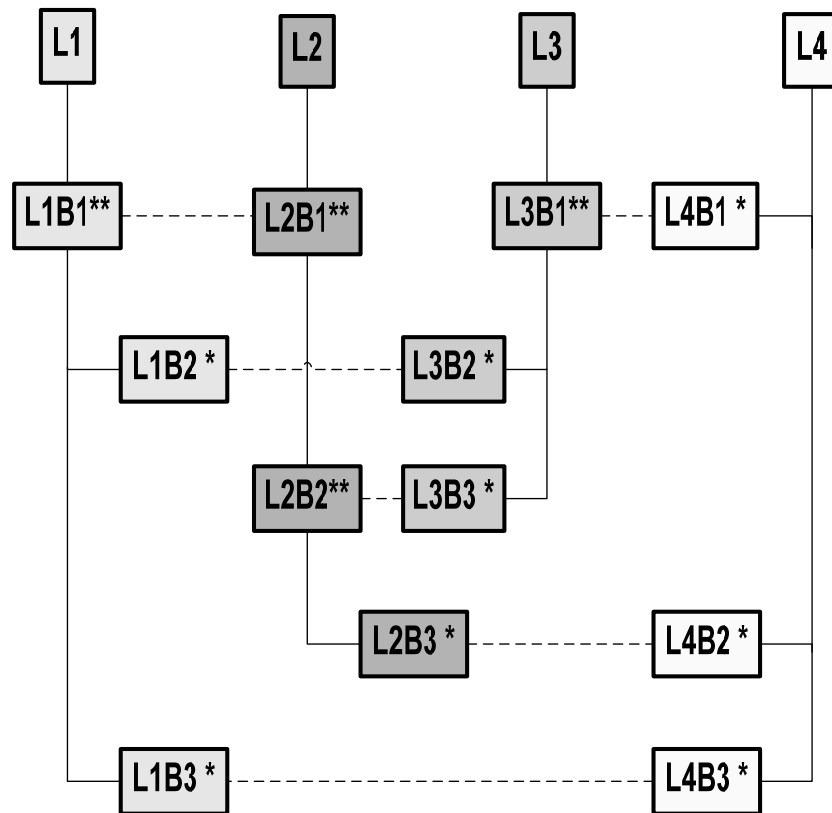 L1
L2
L3
L4
L1B1**
L2B1**
L3B1**
L4B1 *
L1B2 *
L3B2 *
L2B2**
L3B3 *
L2B3 *
L4B2 *
L1B3 *
L4B3 *